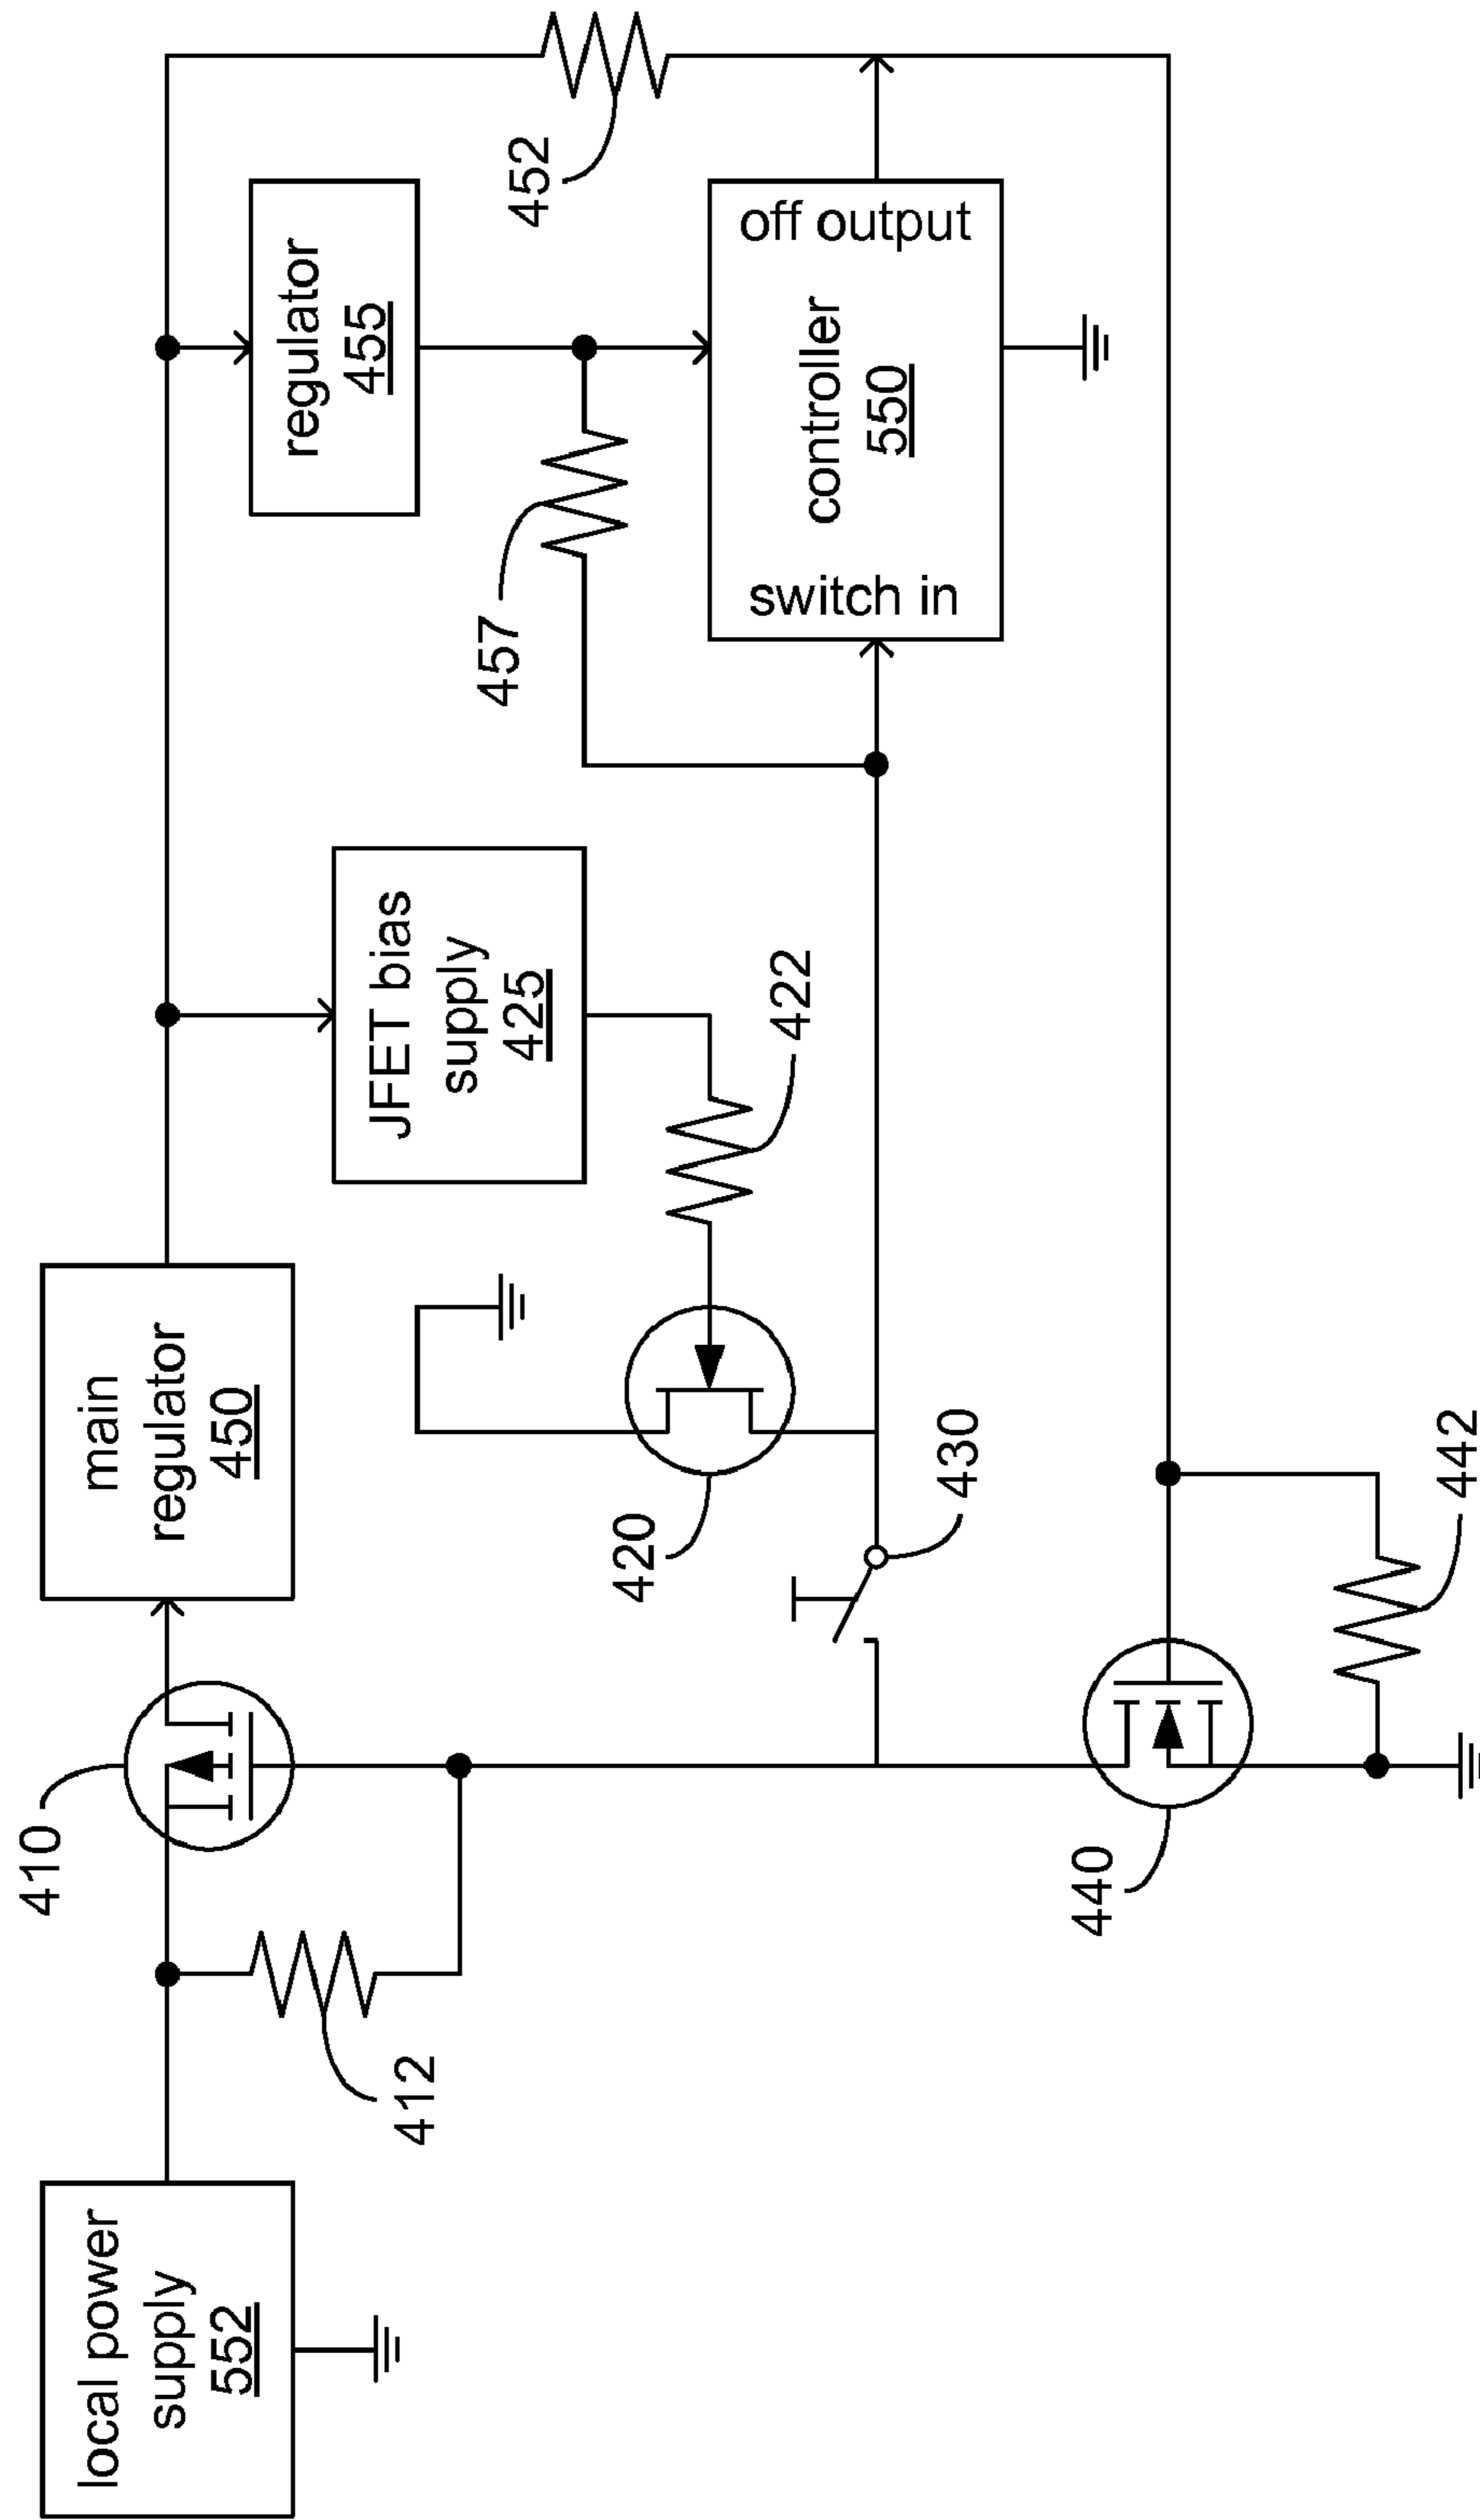 local power
supply
552
412
410
main
regulator
450
JFET bias
supply
425
422
420
430
440
442
regulator
455
452
457
controller
550
switch in
off output